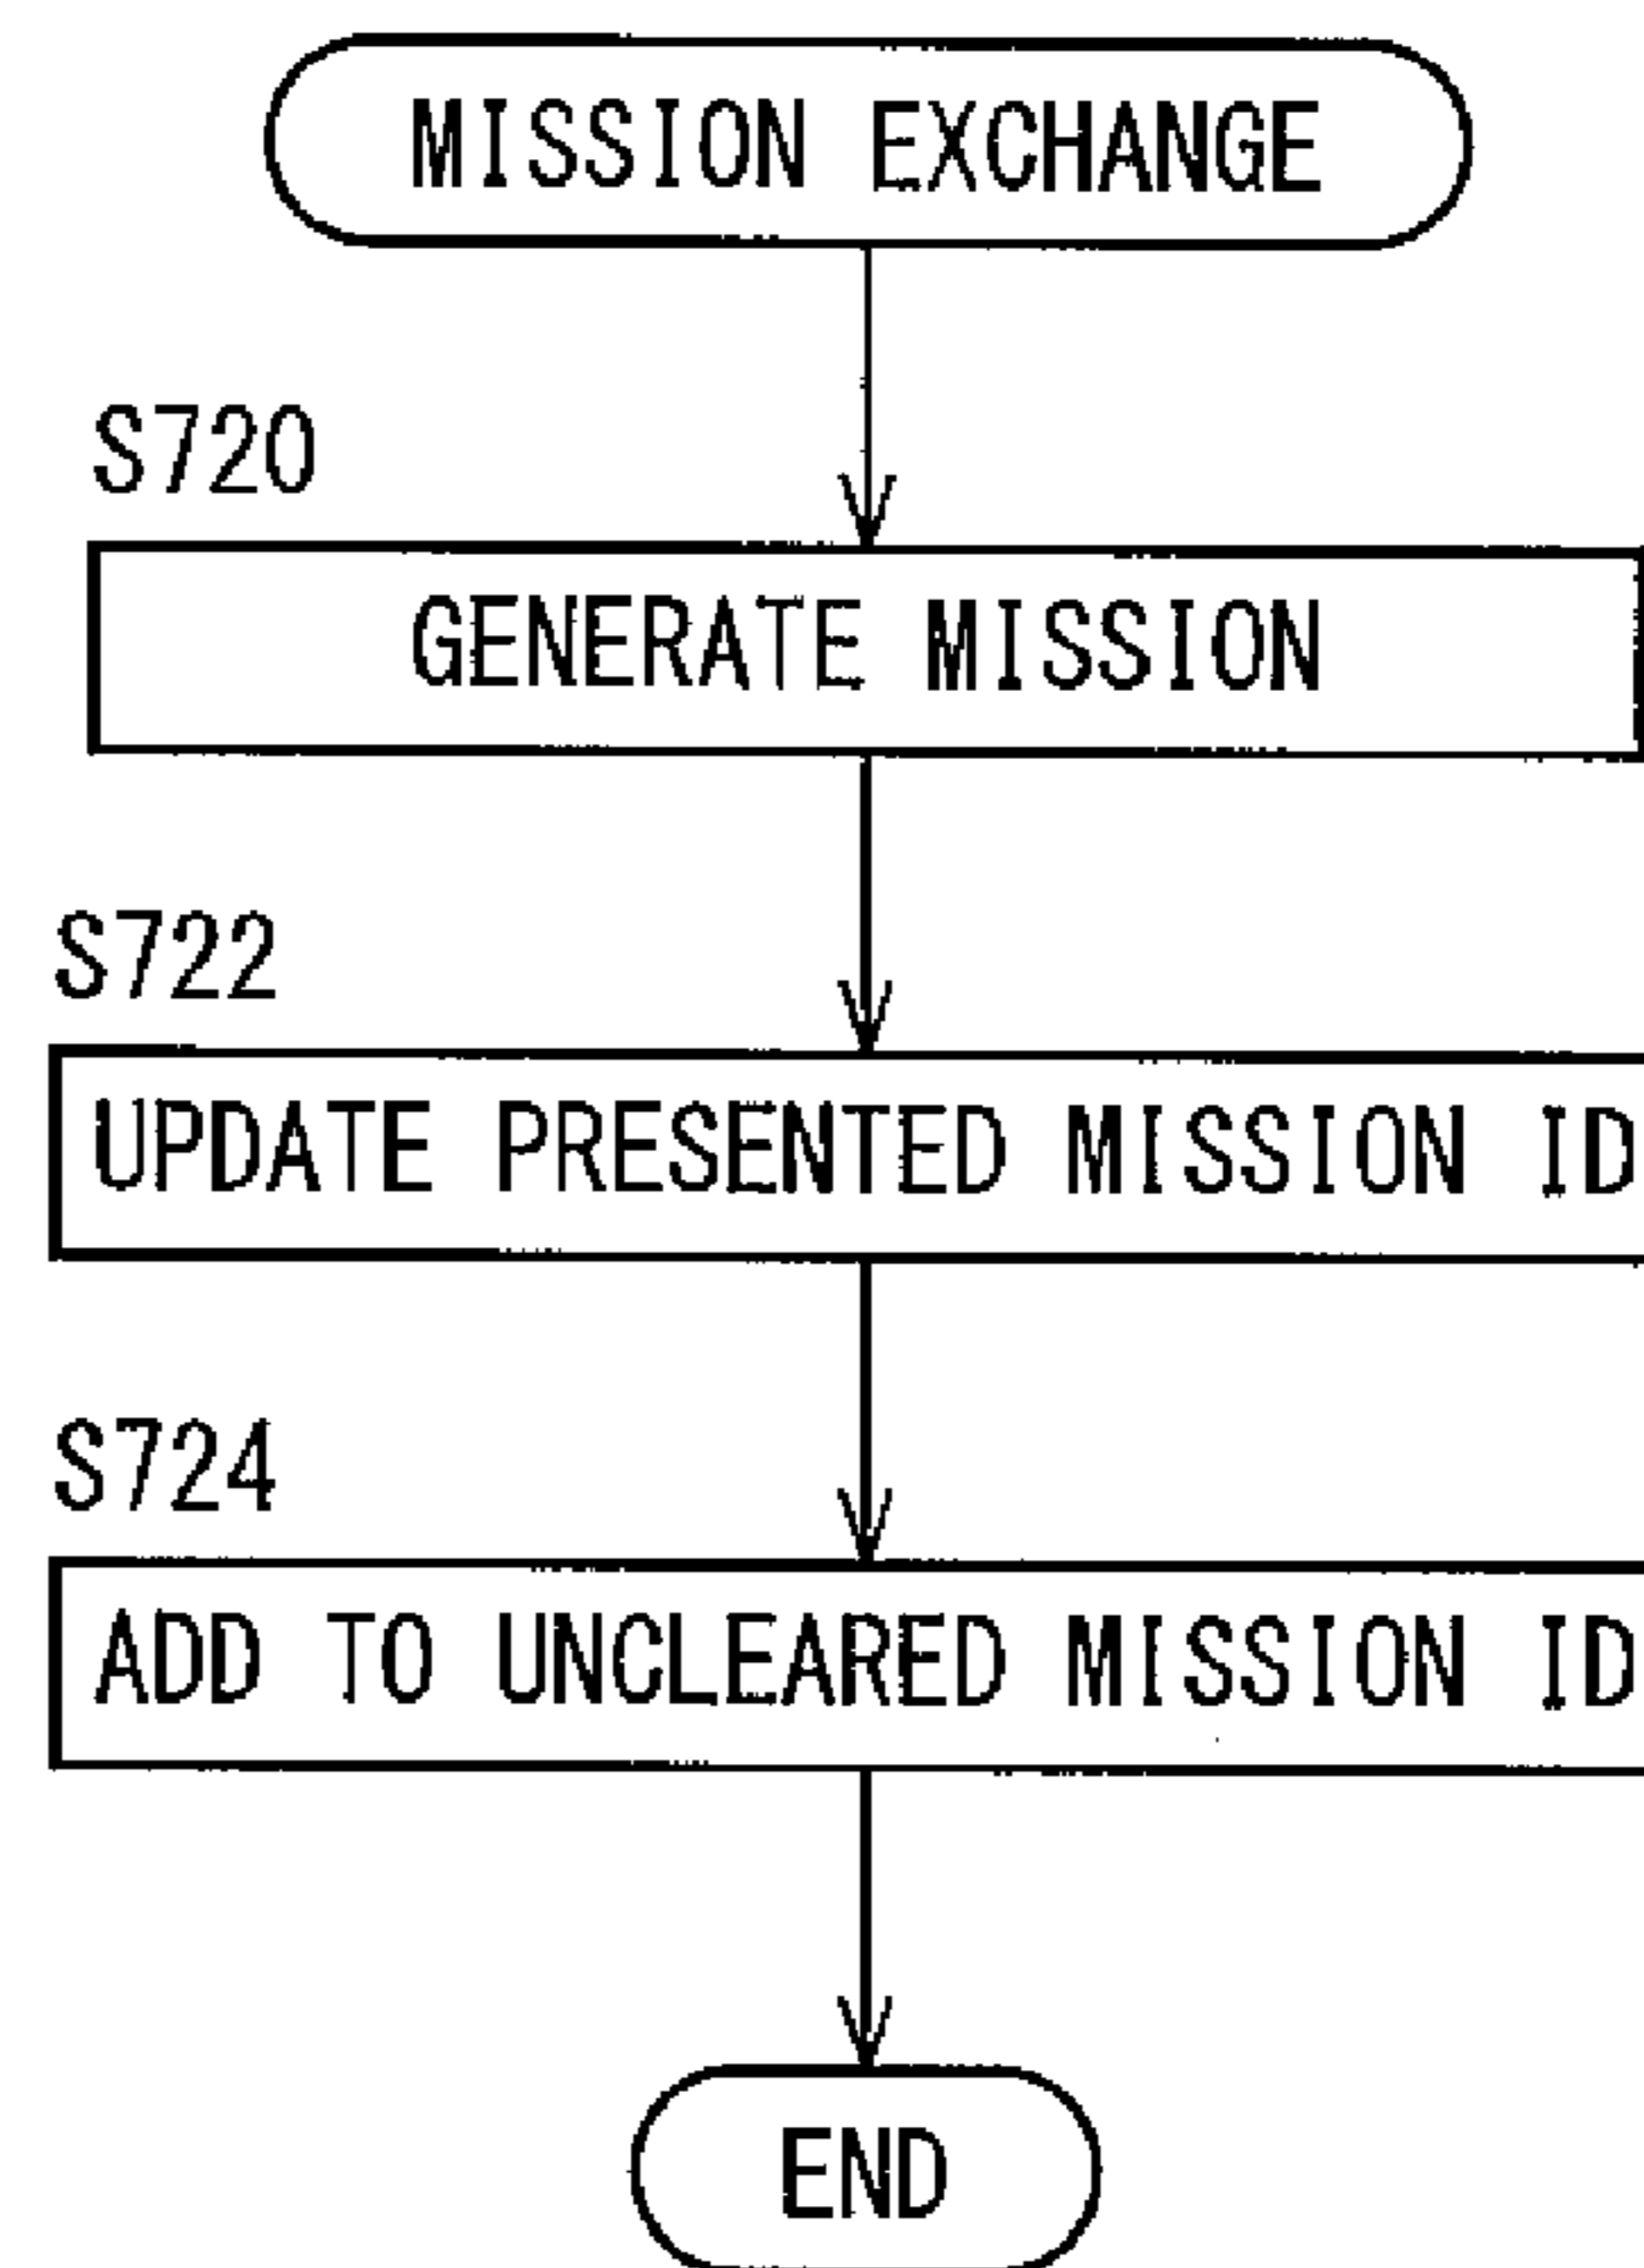 MISSION EXCHANGE
S720
GENERATE MISSION
S722
UPDATE PRESENTED MISSION ID
S724
ADD TO UNCLEARED MISSION ID
END